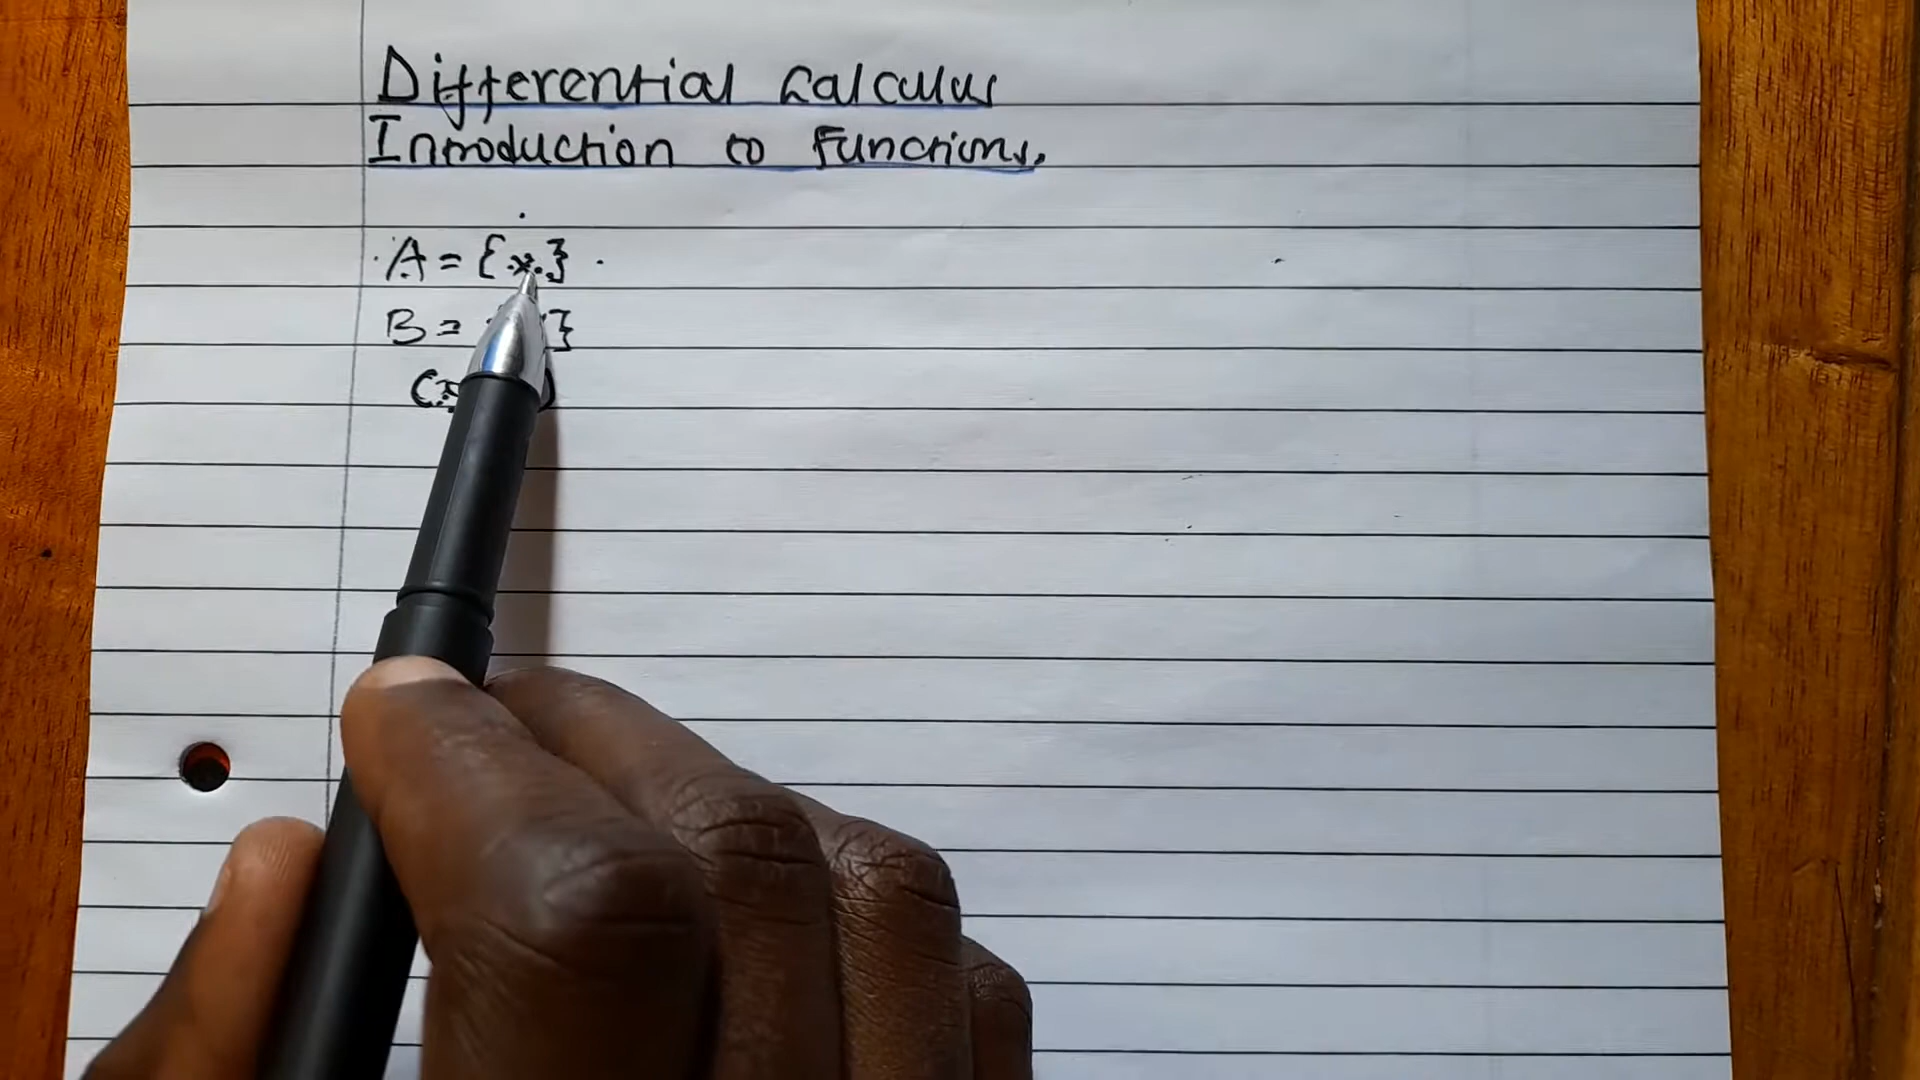 Differential Calculus
Introduction to Functions.
A = {x}
B = }
(x )